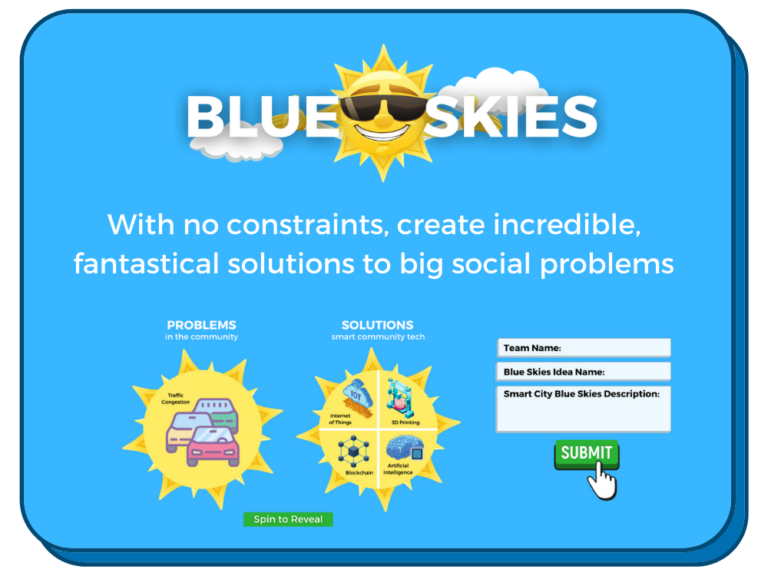 BLUE SKIES
With no constraints, create incredible,
fantastical solutions to big social problems
PROBLEMS
in the community
Traffic
Congestion
SOLUTIONS
smart community tech
IOT
Internet
of Things
3D Printing
Blockchain
Artificial
Intelligence
Spin to Reveal
Team Name:
Blue Skies Idea Name:
Smart City Blue Skies Description:
SUBMIT